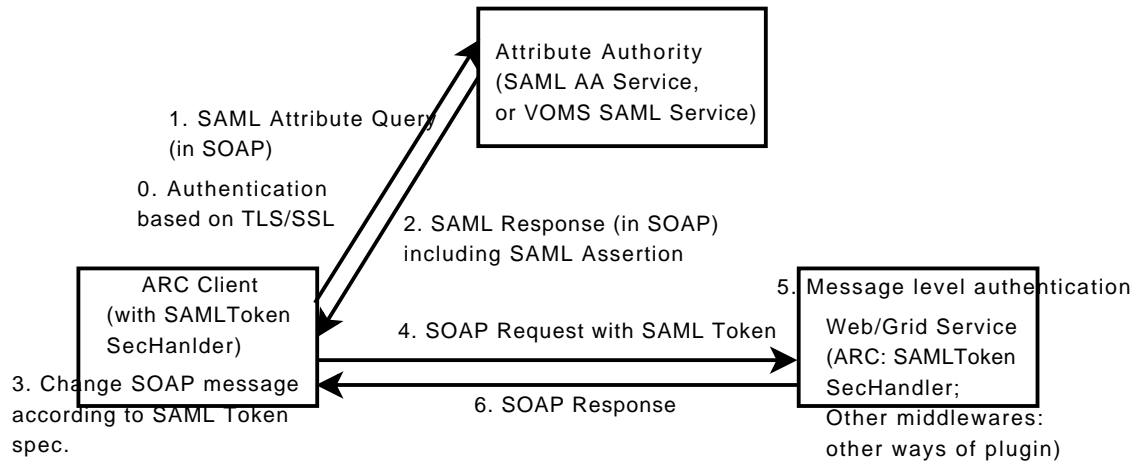 Attribute Authority
(SAML AA Service,
or VOMS SAML Service)
1. SAML Attribute Query
(in SOAP)
0. Authentication
based on TLS/SSL
2. SAML Response (in SOAP)
including SAML Assertion
ARC Client
(with SAMLToken
SecHanlder)
3. Change SOAP message
according to SAML Token
spec.
4. SOAP Request with SAML Token
6. SOAP Response
5. Message level authentication
Web/Grid Service
(ARC: SAMLToken
SecHandler;
Other middlewares:
other ways of plugin)